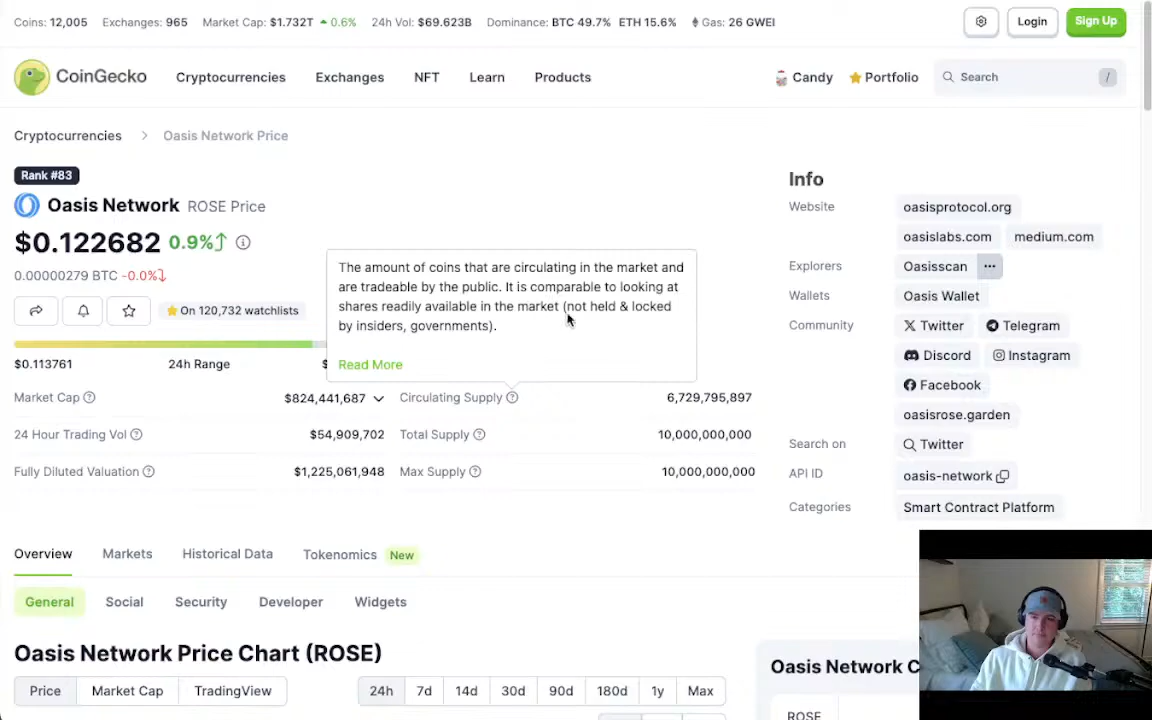 Coins: 12,005 Exchanges: 965 Market Cap: $1.732T 0.6% 24h Vol: $69.623B Dominance: BTC 49.7% ETH 15.6% Gas: 26 GWEI
Login
Sign Up
CoinGecko
Cryptocurrencies Exchanges NFT Learn Products
Candy Portfolio
Search /
Cryptocurrencies > Oasis Network Price
Rank #83
Oasis Network ROSE Price
$0.122682 0.9%
0.00000279 BTC -0.0%
On 120,732 watchlists
$0.113761 24h Range $
The amount of coins that are circulating in the market and
are tradeable by the public. It is comparable to looking at
shares readily available in the market (not held & locked
by insiders, governments).
Read More
Market Cap $824,441,687
24 Hour Trading Vol $54,909,702
Fully Diluted Valuation $1,225,061,948
Circulating Supply 6,729,795,897
Total Supply 10,000,000,000
Max Supply 10,000,000,000
Info
Website oasisprotocol.org
oasislabs.com medium.com
Explorers Oasisscan ...
Wallets Oasis Wallet
Community Twitter Telegram
Discord Instagram
Facebook
oasisrose.garden
Search on Twitter
API ID oasis-network
Categories Smart Contract Platform
Overview Markets Historical Data Tokenomics New
General Social Security Developer Widgets
Oasis Network Price Chart (ROSE)
Price Market Cap TradingView
24h 7d 14d 30d 90d 180d 1y Max
Oasis Network C
ROSE